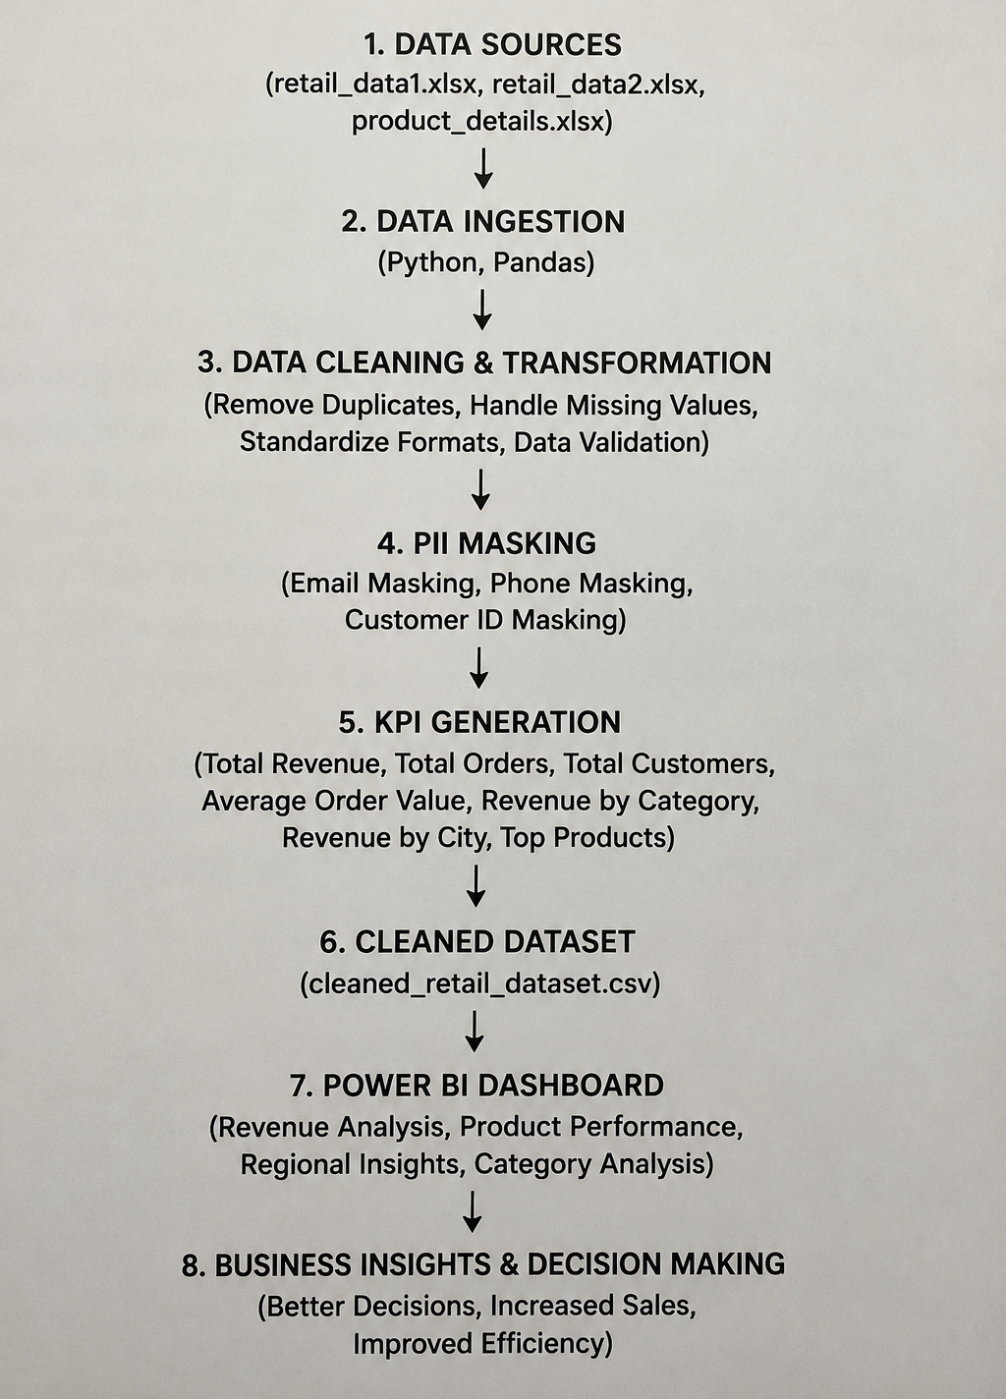 1. DATA SOURCES
(retail_data1.xlsx, retail_data2.xlsx,
product_details.xlsx)
2. DATA INGESTION
(Python, Pandas)
3. DATA CLEANING & TRANSFORMATION
(Remove Duplicates, Handle Missing Values,
Standardize Formats, Data Validation)
4. PII MASKING
(Email Masking, Phone Masking,
Customer ID Masking)
5. KPI GENERATION
(Total Revenue, Total Orders, Total Customers,
Average Order Value, Revenue by Category,
Revenue by City, Top Products)
6. CLEANED DATASET
(cleaned_retail_dataset.csv)
7. POWER BI DASHBOARD
(Revenue Analysis, Product Performance,
Regional Insights, Category Analysis)
8. BUSINESS INSIGHTS & DECISION MAKING
(Better Decisions, Increased Sales,
Improved Efficiency)